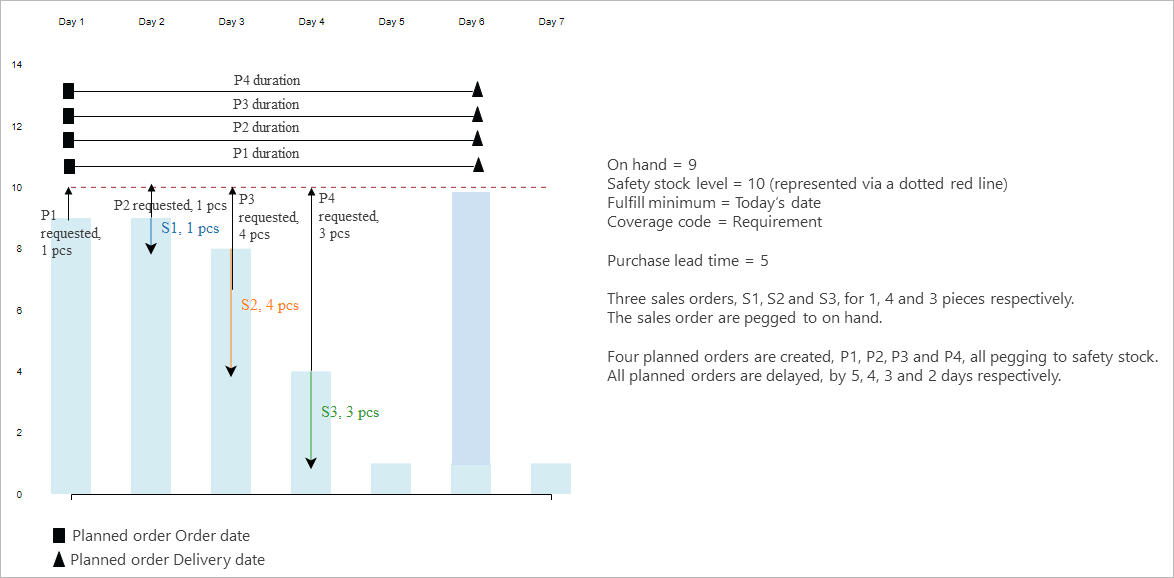 Day 1 Day 2 Day 3 Day 4 Day 5 Day 6 Day 7
14
P4 duration
P3 duration
12
P2 duration
P1 duration
10
P1
requested,
1 pcs
P2 requested, 1 pcs
S1, 1 pcs
P3
requested,
4 pcs
P4
requested,
3 pcs
8
S2, 4 pcs
6
4
S3, 3 pcs
2
0
Planned order Order date
Planned order Delivery date
On hand = 9
Safety stock level = 10 (represented via a dotted red line)
Fulfill minimum = Today's date
Coverage code = Requirement
Purchase lead time = 5
Three sales orders, S1, S2 and S3, for 1, 4 and 3 pieces respectively.
The sales order are pegged to on hand.
Four planned orders are created, P1, P2, P3 and P4, all pegging to safety stock.
All planned orders are delayed, by 5, 4, 3 and 2 days respectively.